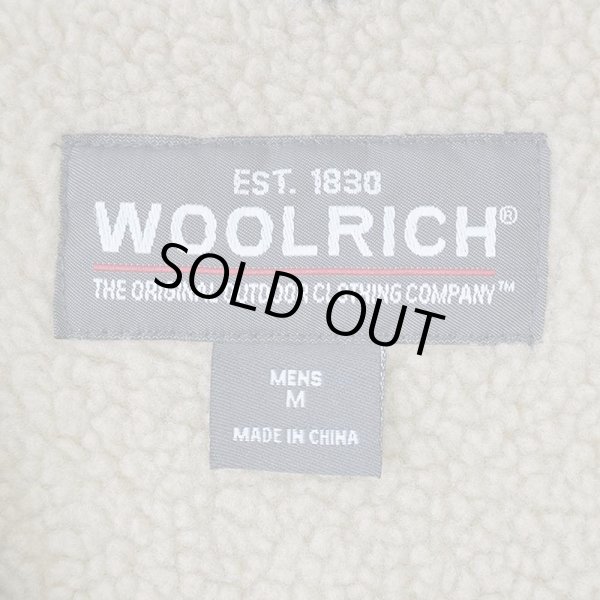 EST. 1830
WOOLRICH®
THE ORIGINAL OUTDOOR CLOTHING COMPANY™
SOLD OUT
MENS
M
MADE IN CHINA